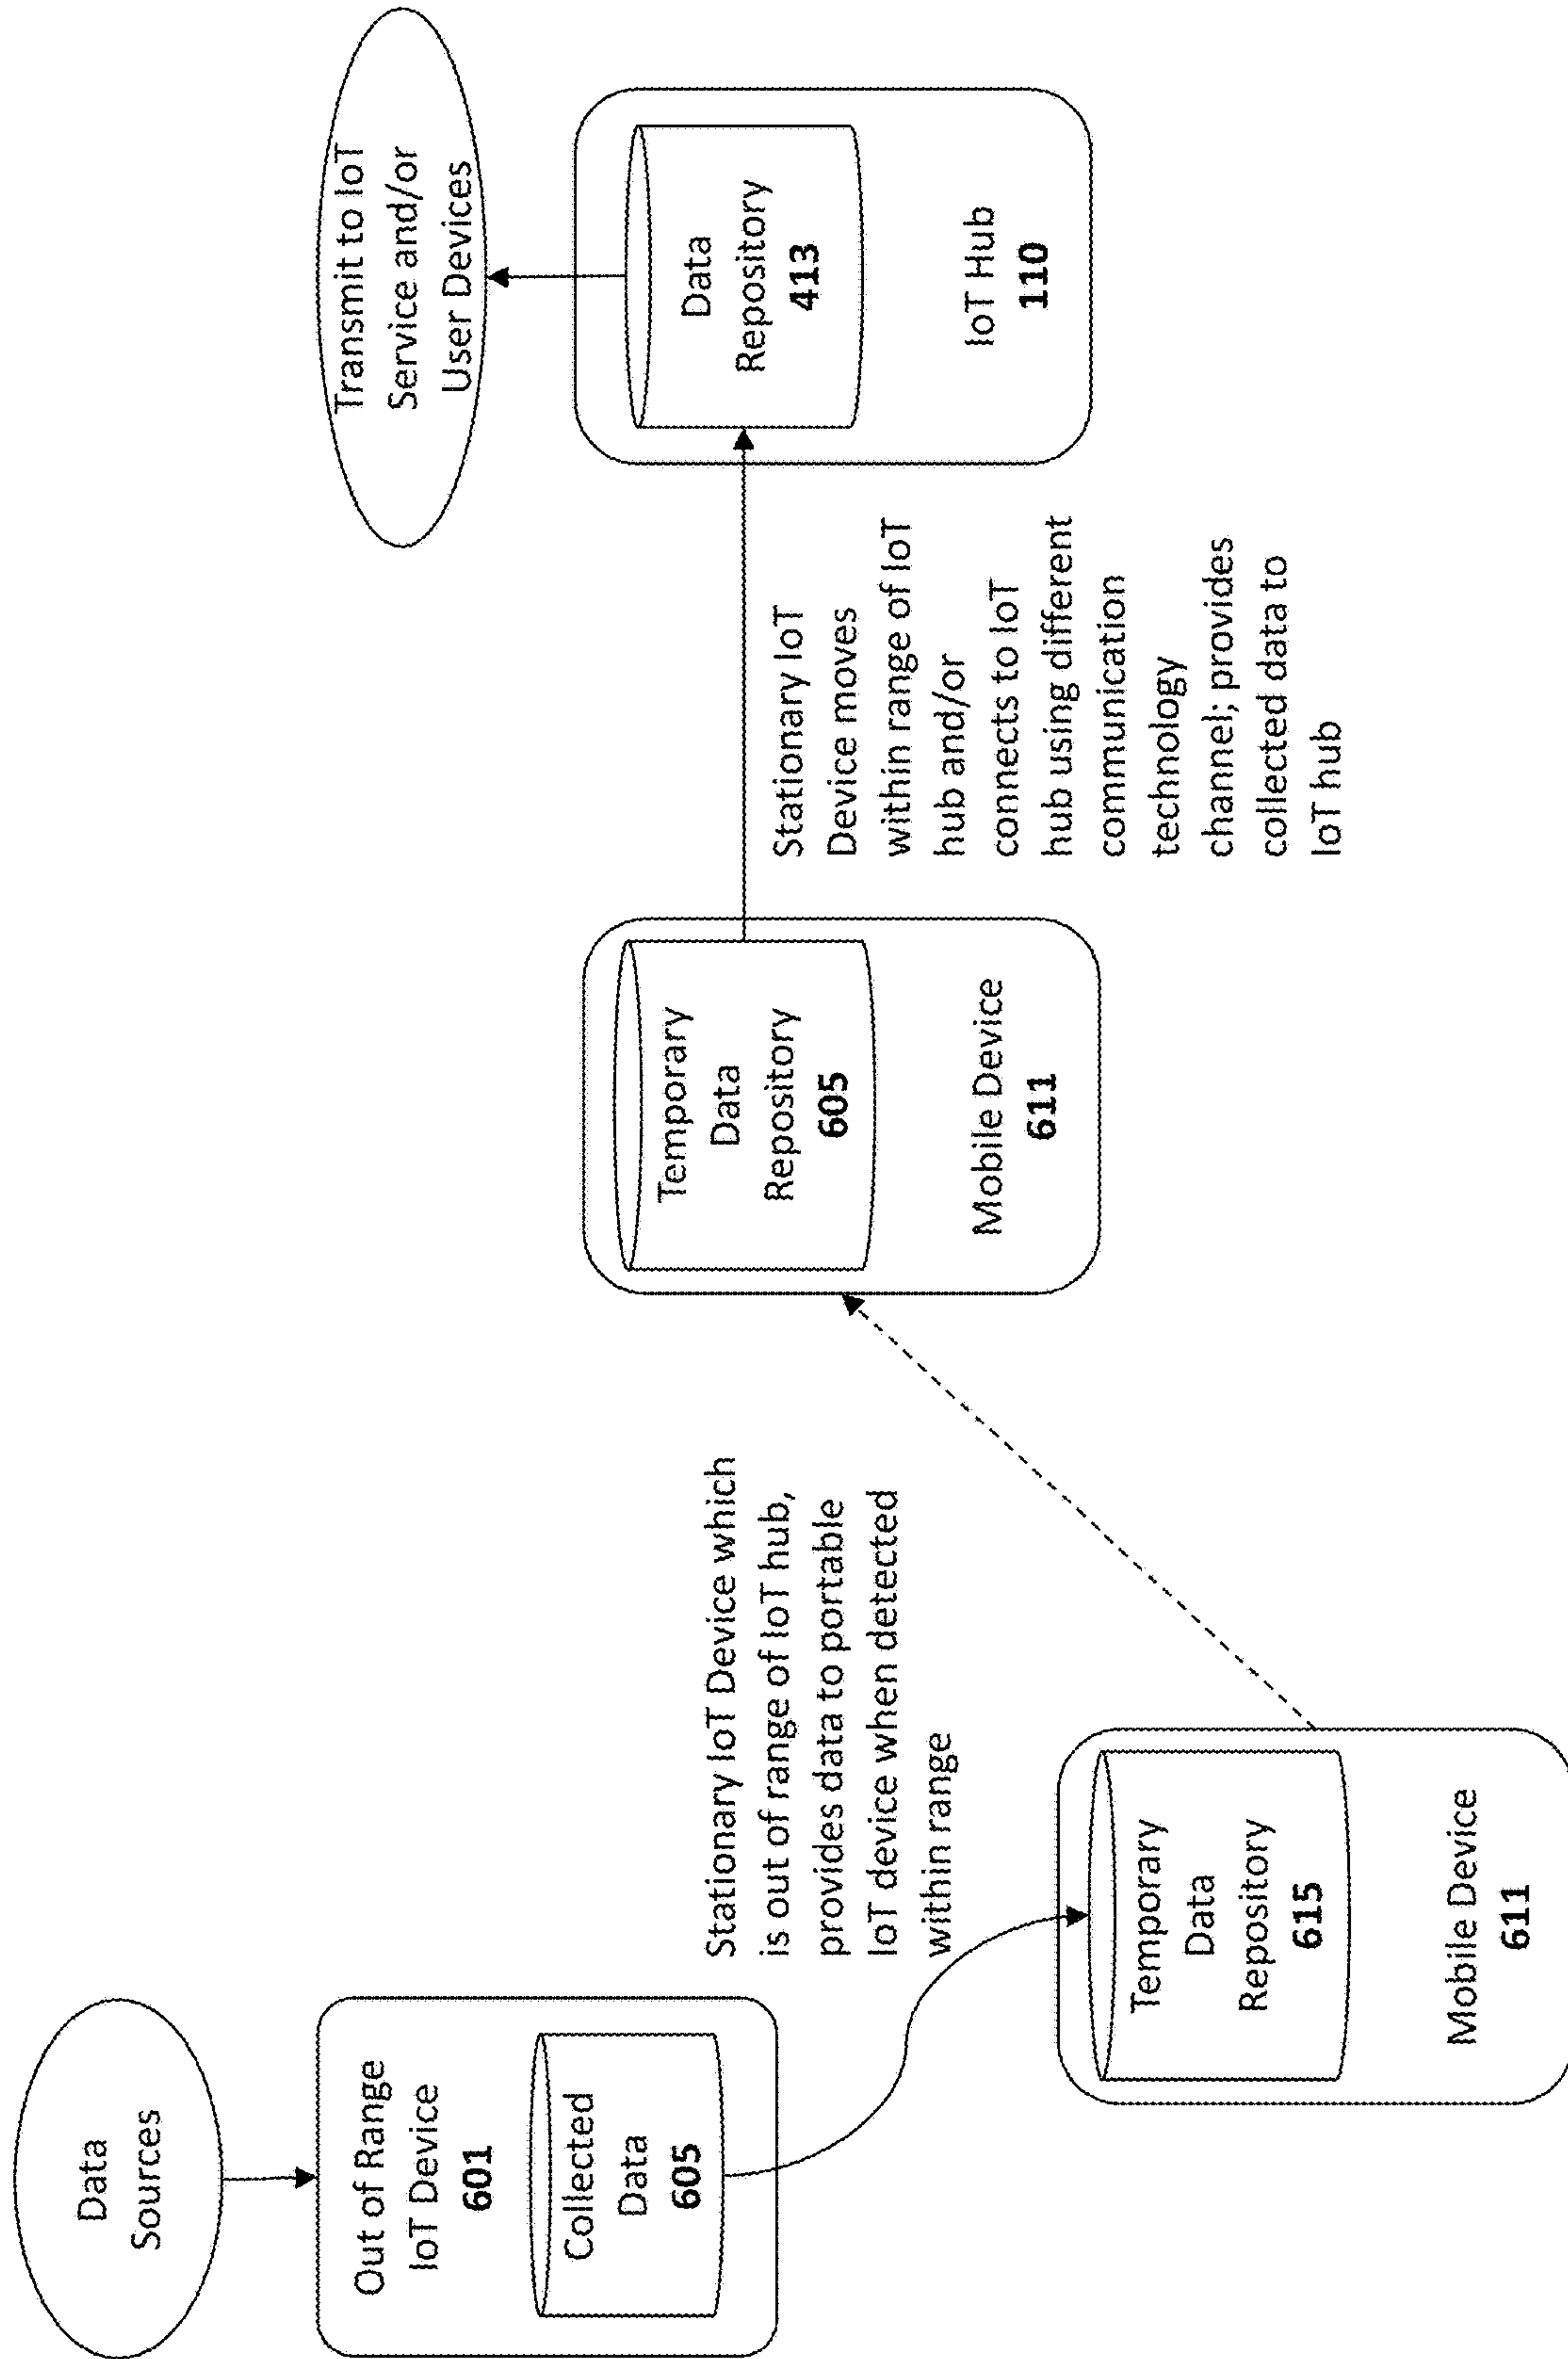 Data
Sources
Out of Range
IoT Device
601
Collected
Data
605
Stationary IoT Device which
is out of range of IoT hub,
provides data to portable
IoT device when detected
within range
Temporary
Data
Repository
615
Mobile Device
611
Temporary
Data
Repository
605
Mobile Device
611
Stationary IoT
Device moves
within range of IoT
hub and/or
connects to IoT
hub using different
communication
technology
channel; provides
collected data to
IoT hub
Transmit to IoT
Service and/or
User Devices
Data
Repository
413
IoT Hub
110